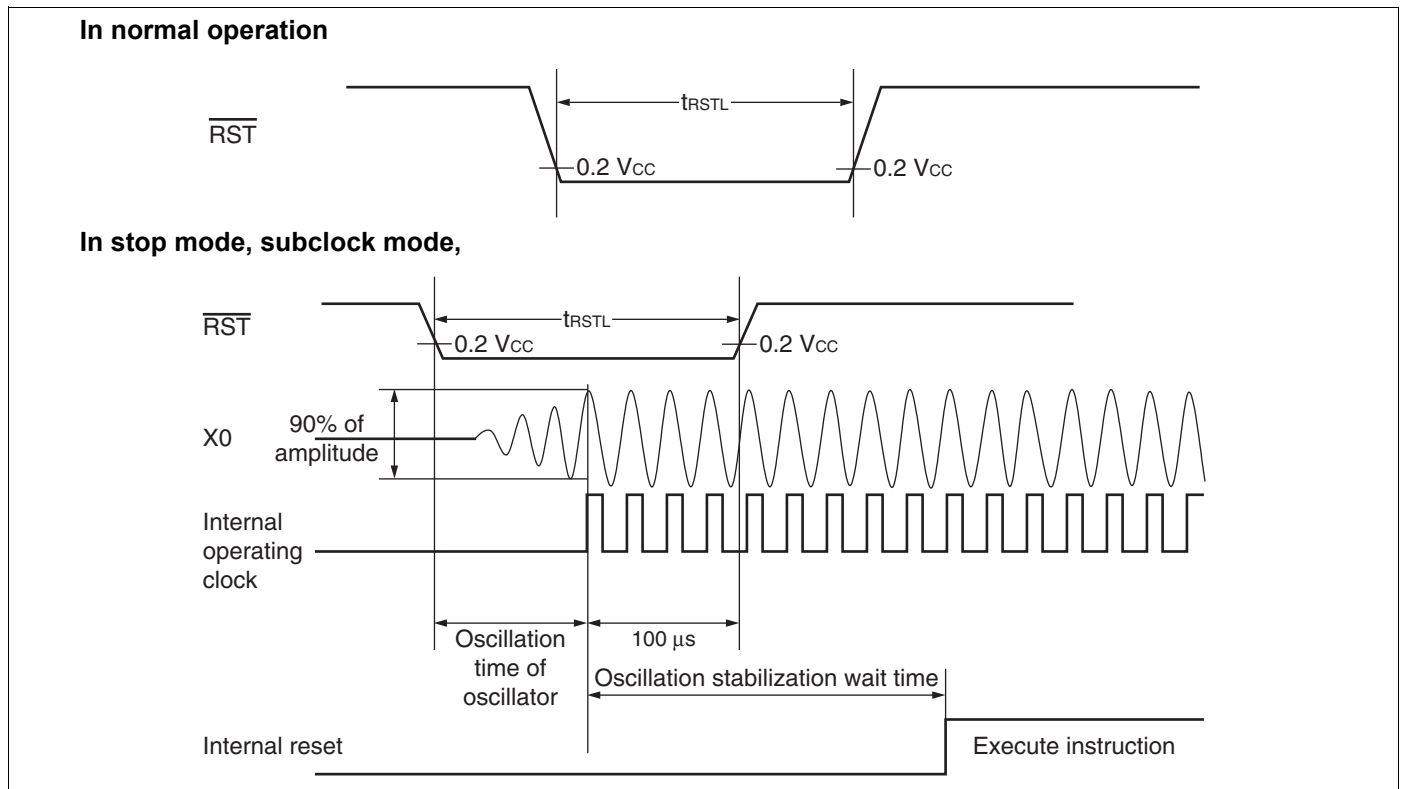 In normal operation
RST
tRSTL
0.2 VCC
0.2 VCC
In stop mode, subclock mode,
RST
tRSTL
0.2 VCC
0.2 VCC
X0
90% of
amplitude
Internal
operating
clock
Oscillation
time of
oscillator
100 μs
Oscillation stabilization wait time
Internal reset
Execute instruction